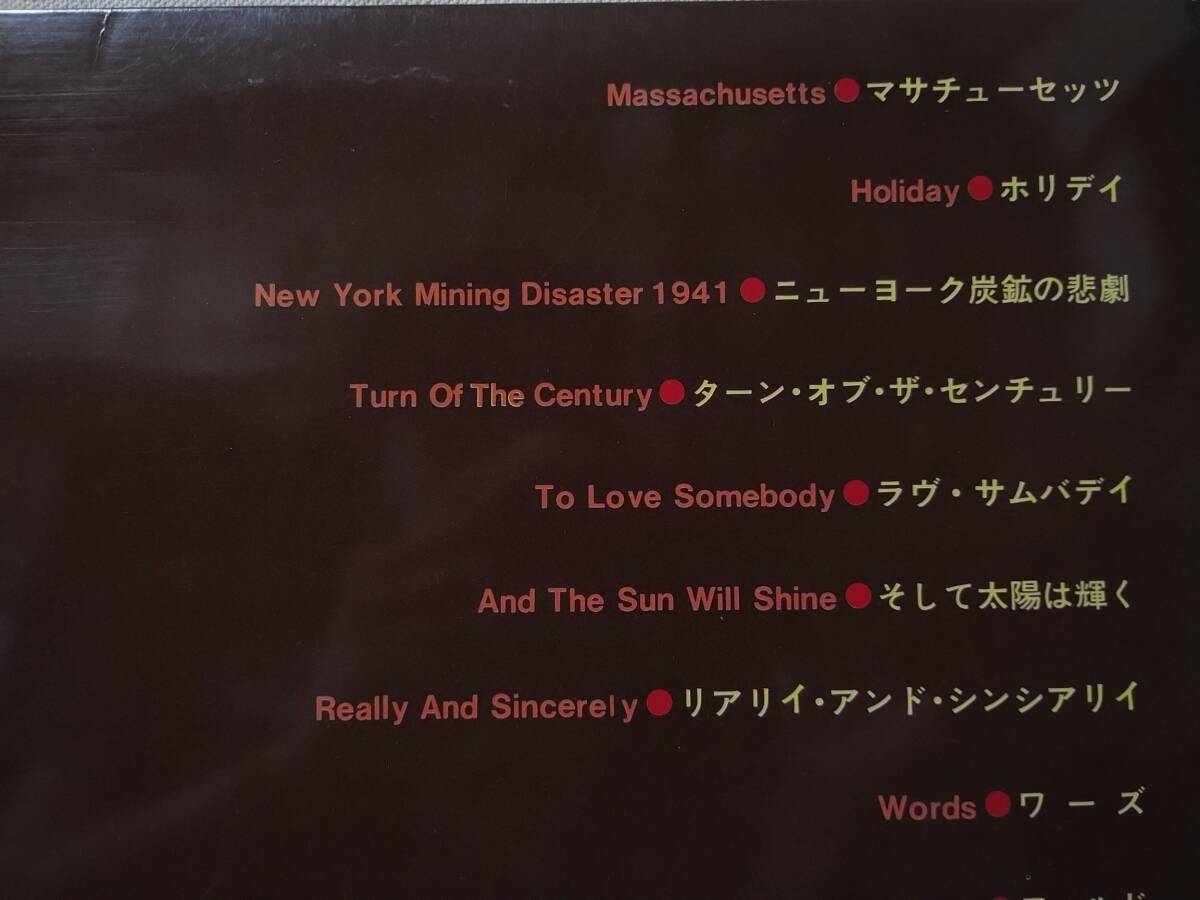 Massachusetts●マサチューセッツ
Holiday●ホリデイ
New York Mining Disaster 1941●ニューヨーク炭鉱の悲劇
Turn Of The Century●ターン・オブ・ザ・センチュリー
To Love Somebody●ラヴ・サムバデイ
And The Sun Will Shine●そして太陽は輝く
Really And Sincerely●リアリイ・アンド・シンシアリイ
Words●ワーズ